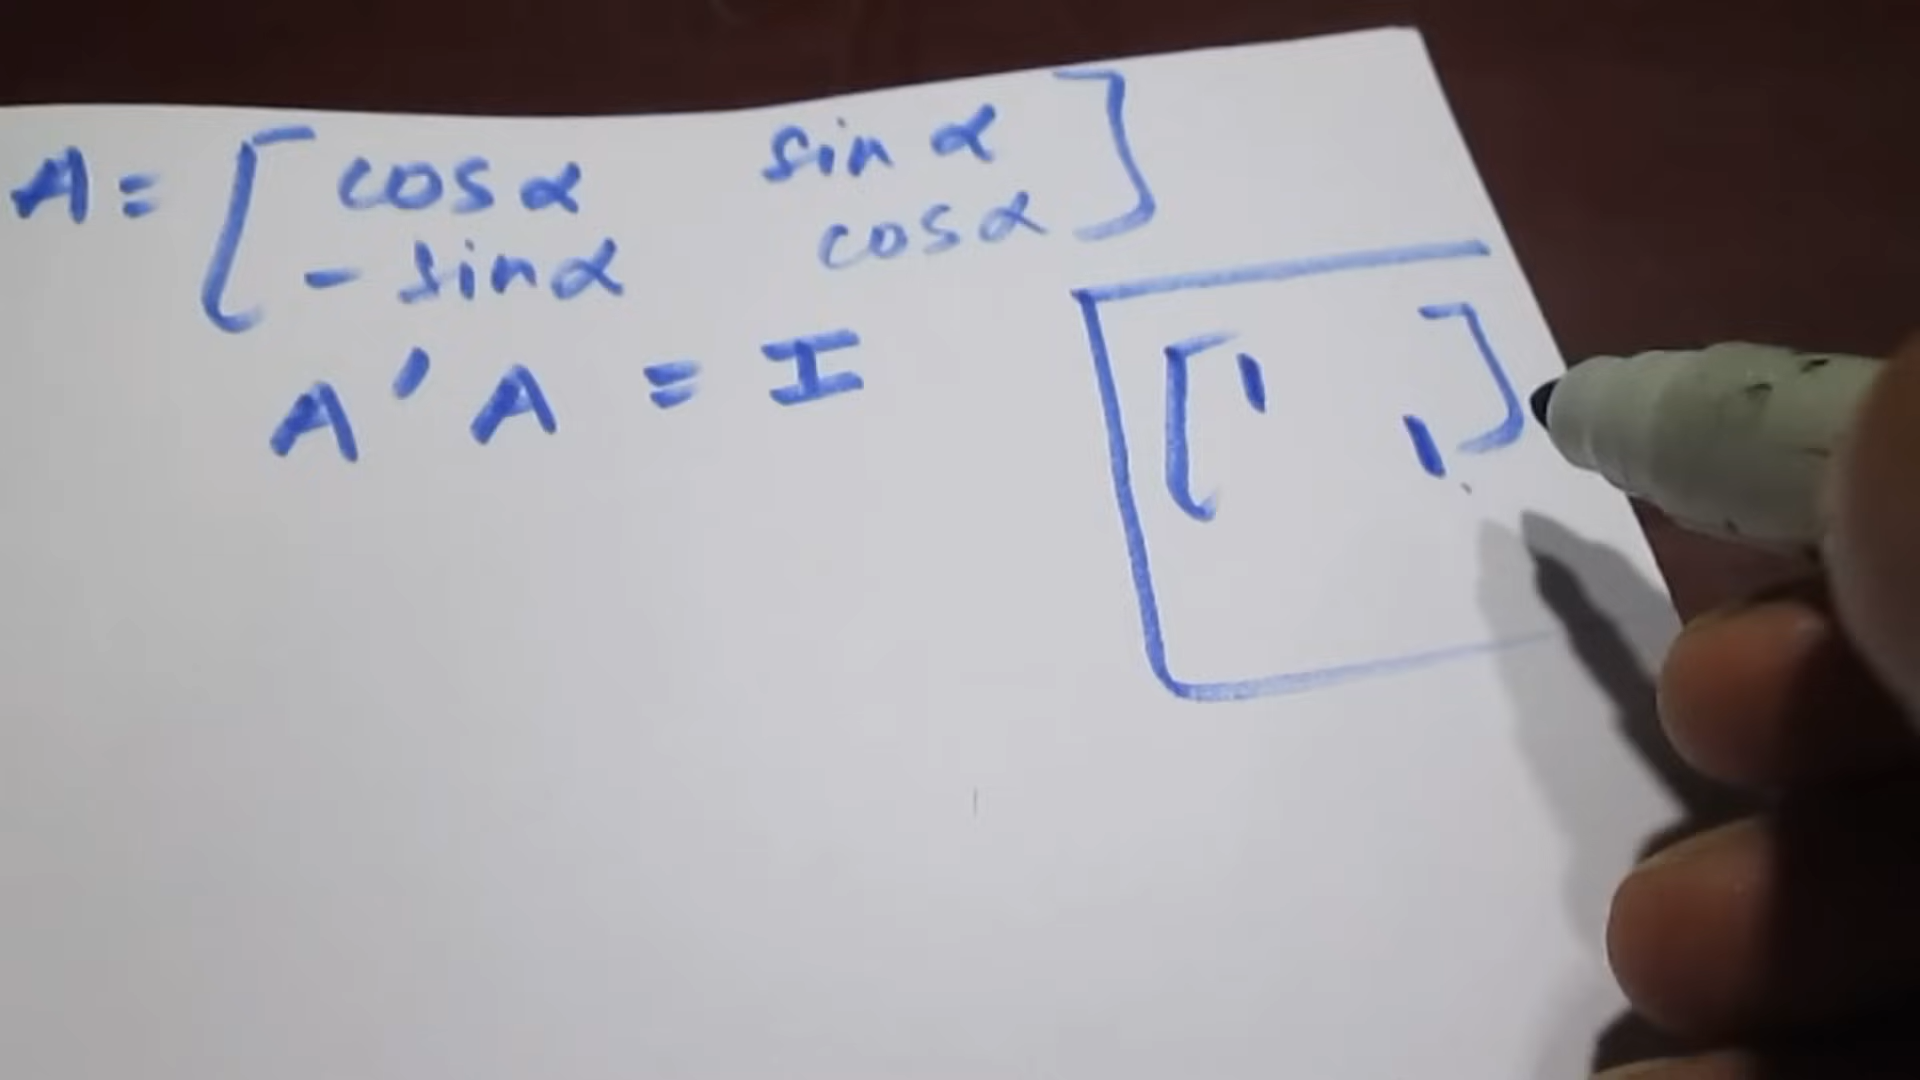 A = [ cos α sin α ]
- sin α cos α
A' A = I
[ 1
1 ]